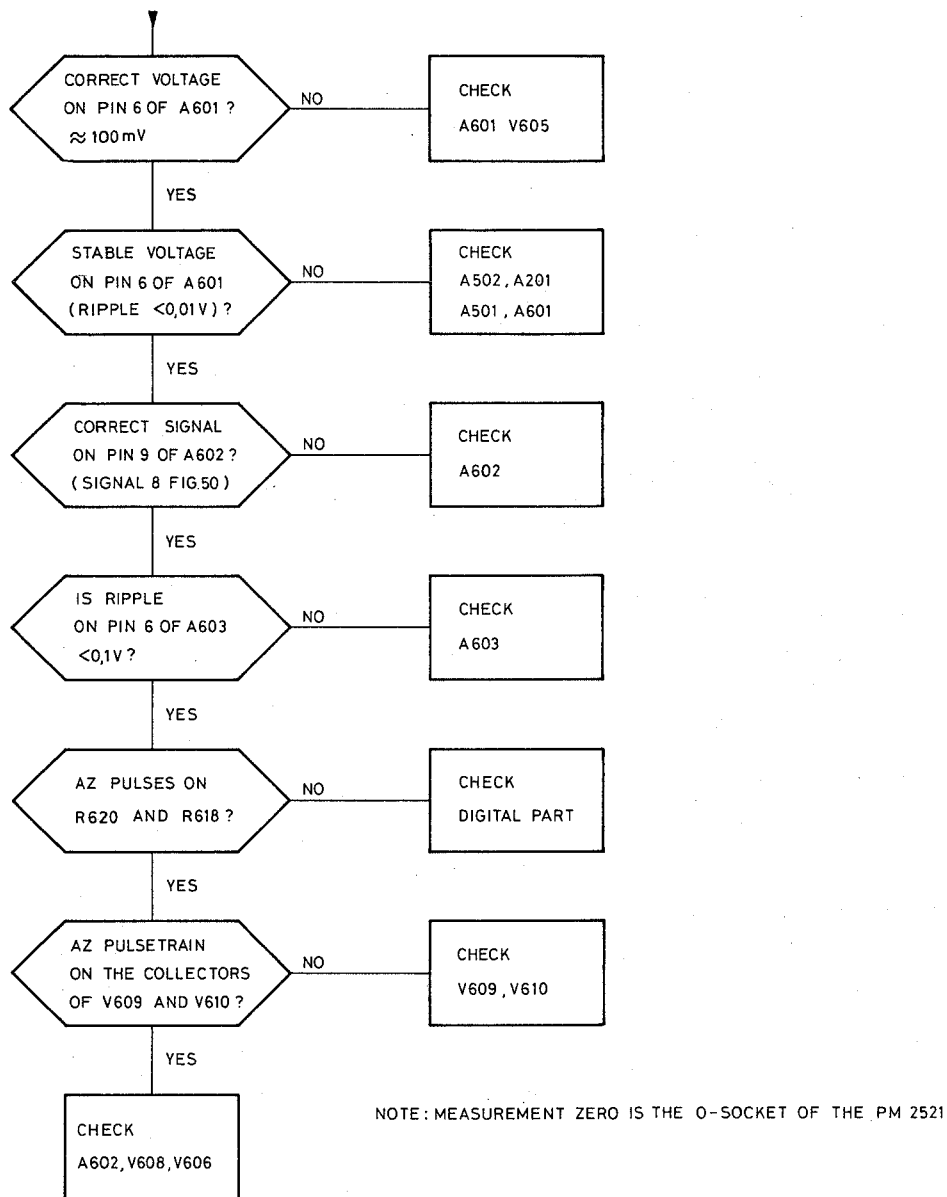 CORRECT VOLTAGE
ON PIN 6 OF A601 ?
≈ 100 mV
NO
CHECK
A601 V605
YES
STABLE VOLTAGE
ON PIN 6 OF A601
(RIPPLE <0,01V) ?
NO
CHECK
A502, A201
A501, A601
YES
CORRECT SIGNAL
ON PIN 9 OF A602 ?
(SIGNAL 8 FIG.50)
NO
CHECK
A602
YES
IS RIPPLE
ON PIN 6 OF A603
<0,1V ?
NO
CHECK
A603
YES
AZ PULSES ON
R620 AND R618 ?
NO
CHECK
DIGITAL PART
YES
AZ PULSETRAIN
ON THE COLLECTORS
OF V609 AND V610 ?
NO
CHECK
V609, V610
YES
CHECK
A602, V608, V606
NOTE: MEASUREMENT ZERO IS THE 0-SOCKET OF THE PM 2521